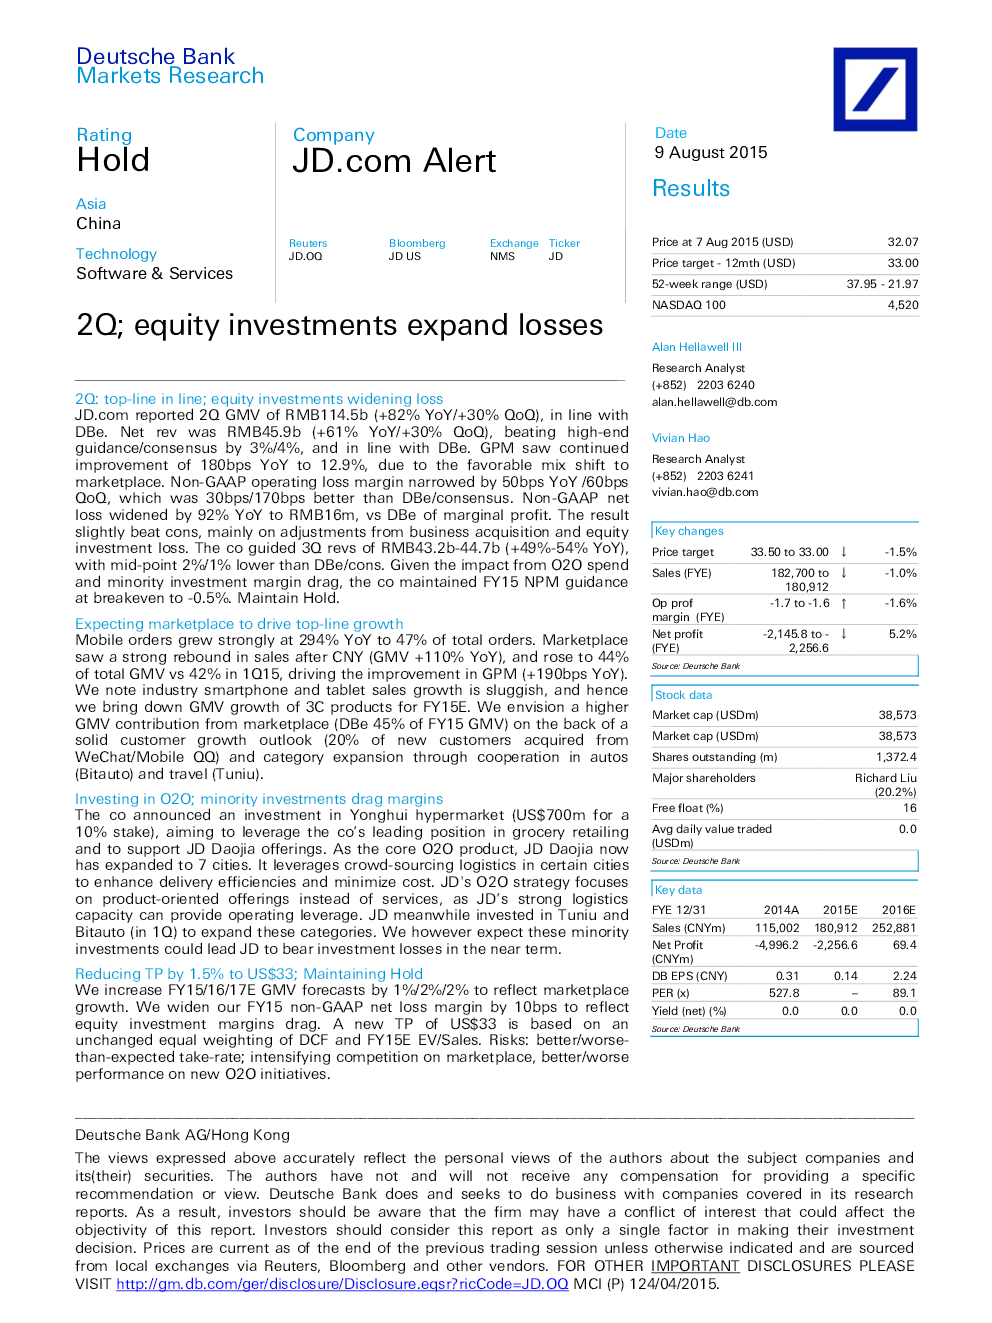 Deutsche Bank
Markets Research
Rating
Hold
Asia
China
Technology
Software & Services
Company
JD.com Alert
Reuters Bloomberg Exchange Ticker
JD.OQ JD US NMS JD
Date
9 August 2015
Results
Price at 7 Aug 2015 (USD) 32.07
Price target - 12mth (USD) 33.00
52-week range (USD) 37.95 - 21.97
NASDAQ 100 4,520
2Q; equity investments expand losses
2Q: top-line in line; equity investments widening loss
JD.com reported 2Q GMV of RMB114.5b (+82% YoY/+30% QoQ), in line with
DBe. Net rev was RMB45.9b (+61% YoY/+30% QoQ), beating high-end
guidance/consensus by 3%/4%, and in line with DBe. GPM saw continued
improvement of 180bps YoY to 12.9%, due to the favorable mix shift to
marketplace. Non-GAAP operating loss margin narrowed by 50bps YoY /60bps
QoQ, which was 30bps/170bps better than DBe/consensus. Non-GAAP net
loss widened by 92% YoY to RMB16m, vs DBe of marginal profit. The result
slightly beat cons, mainly on adjustments from business acquisition and equity
investment loss. The co guided 3Q revs of RMB43.2b-44.7b (+49%-54% YoY),
with mid-point 2%/1% lower than DBe/cons. Given the impact from O2O spend
and minority investment margin drag, the co maintained FY15 NPM guidance
at breakeven to -0.5%. Maintain Hold.
Expecting marketplace to drive top-line growth
Mobile orders grew strongly at 294% YoY to 47% of total orders. Marketplace
saw a strong rebound in sales after CNY (GMV +110% YoY), and rose to 44%
of total GMV vs 42% in 1Q15, driving the improvement in GPM (+190bps YoY).
We note industry smartphone and tablet sales growth is sluggish, and hence
we bring down GMV growth of 3C products for FY15E. We envision a higher
GMV contribution from marketplace (DBe 45% of FY15 GMV) on the back of a
solid customer growth outlook (20% of new customers acquired from
WeChat/Mobile QQ) and category expansion through cooperation in autos
(Bitauto) and travel (Tuniu).
Investing in O2O; minority investments drag margins
The co announced an investment in Yonghui hypermarket (US$700m for a
10% stake), aiming to leverage the co's leading position in grocery retailing
and to support JD Daojia offerings. As the core O2O product, JD Daojia now
has expanded to 7 cities. It leverages crowd-sourcing logistics in certain cities
to enhance delivery efficiencies and minimize cost. JD's O2O strategy focuses
on product-oriented offerings instead of services, as JD's strong logistics
capacity can provide operating leverage. JD meanwhile invested in Tuniu and
Bitauto (in 1Q) to expand these categories. We however expect these minority
investments could lead JD to bear investment losses in the near term.
Reducing TP by 1.5% to US$33; Maintaining Hold
We increase FY15/16/17E GMV forecasts by 1%/2%/2% to reflect marketplace
growth. We widen our FY15 non-GAAP net loss margin by 10bps to reflect
equity investment margins drag. A new TP of US$33 is based on an
unchanged equal weighting of DCF and FY15E EV/Sales. Risks: better/worse-
than-expected take-rate; intensifying competition on marketplace, better/worse
performance on new O2O initiatives.
Alan Hellawell III
Research Analyst
(+852) 2203 6240
alan.hellawell@db.com
Vivian Hao
Research Analyst
(+852) 2203 6241
vivian.hao@db.com
Key changes
Price target 33.50 to 33.00 ↓ -1.5%
Sales (FYE) 182,700 to ↓ -1.0%
180,912
Op prof -1.7 to -1.6 ↑ -1.6%
margin (FYE)
Net profit -2,145.8 to - ↓ 5.2%
(FYE) 2,256.6
Source: Deutsche Bank
Stock data
Market cap (USDm) 38,573
Market cap (USDm) 38,573
Shares outstanding (m) 1,372.4
Major shareholders Richard Liu
(20.2%)
Free float (%) 16
Avg daily value traded 0.0
(USDm)
Source: Deutsche Bank
Key data
FYE 12/31 2014A 2015E 2016E
Sales (CNYm) 115,002 180,912 252,881
Net Profit -4,996.2 -2,256.6 69.4
(CNYm)
DB EPS (CNY) 0.31 0.14 2.24
PER (x) 527.8 – 89.1
Yield (net) (%) 0.0 0.0 0.0
Source: Deutsche Bank
Deutsche Bank AG/Hong Kong
The views expressed above accurately reflect the personal views of the authors about the subject companies and
its(their) securities. The authors have not and will not receive any compensation for providing a specific
recommendation or view. Deutsche Bank does and seeks to do business with companies covered in its research
reports. As a result, investors should be aware that the firm may have a conflict of interest that could affect the
objectivity of this report. Investors should consider this report as only a single factor in making their investment
decision. Prices are current as of the end of the previous trading session unless otherwise indicated and are sourced
from local exchanges via Reuters, Bloomberg and other vendors. FOR OTHER IMPORTANT DISCLOSURES PLEASE
VISIT http://gm.db.com/ger/disclosure/Disclosure.eqsr?ricCode=JD.OQ MCI (P) 124/04/2015.